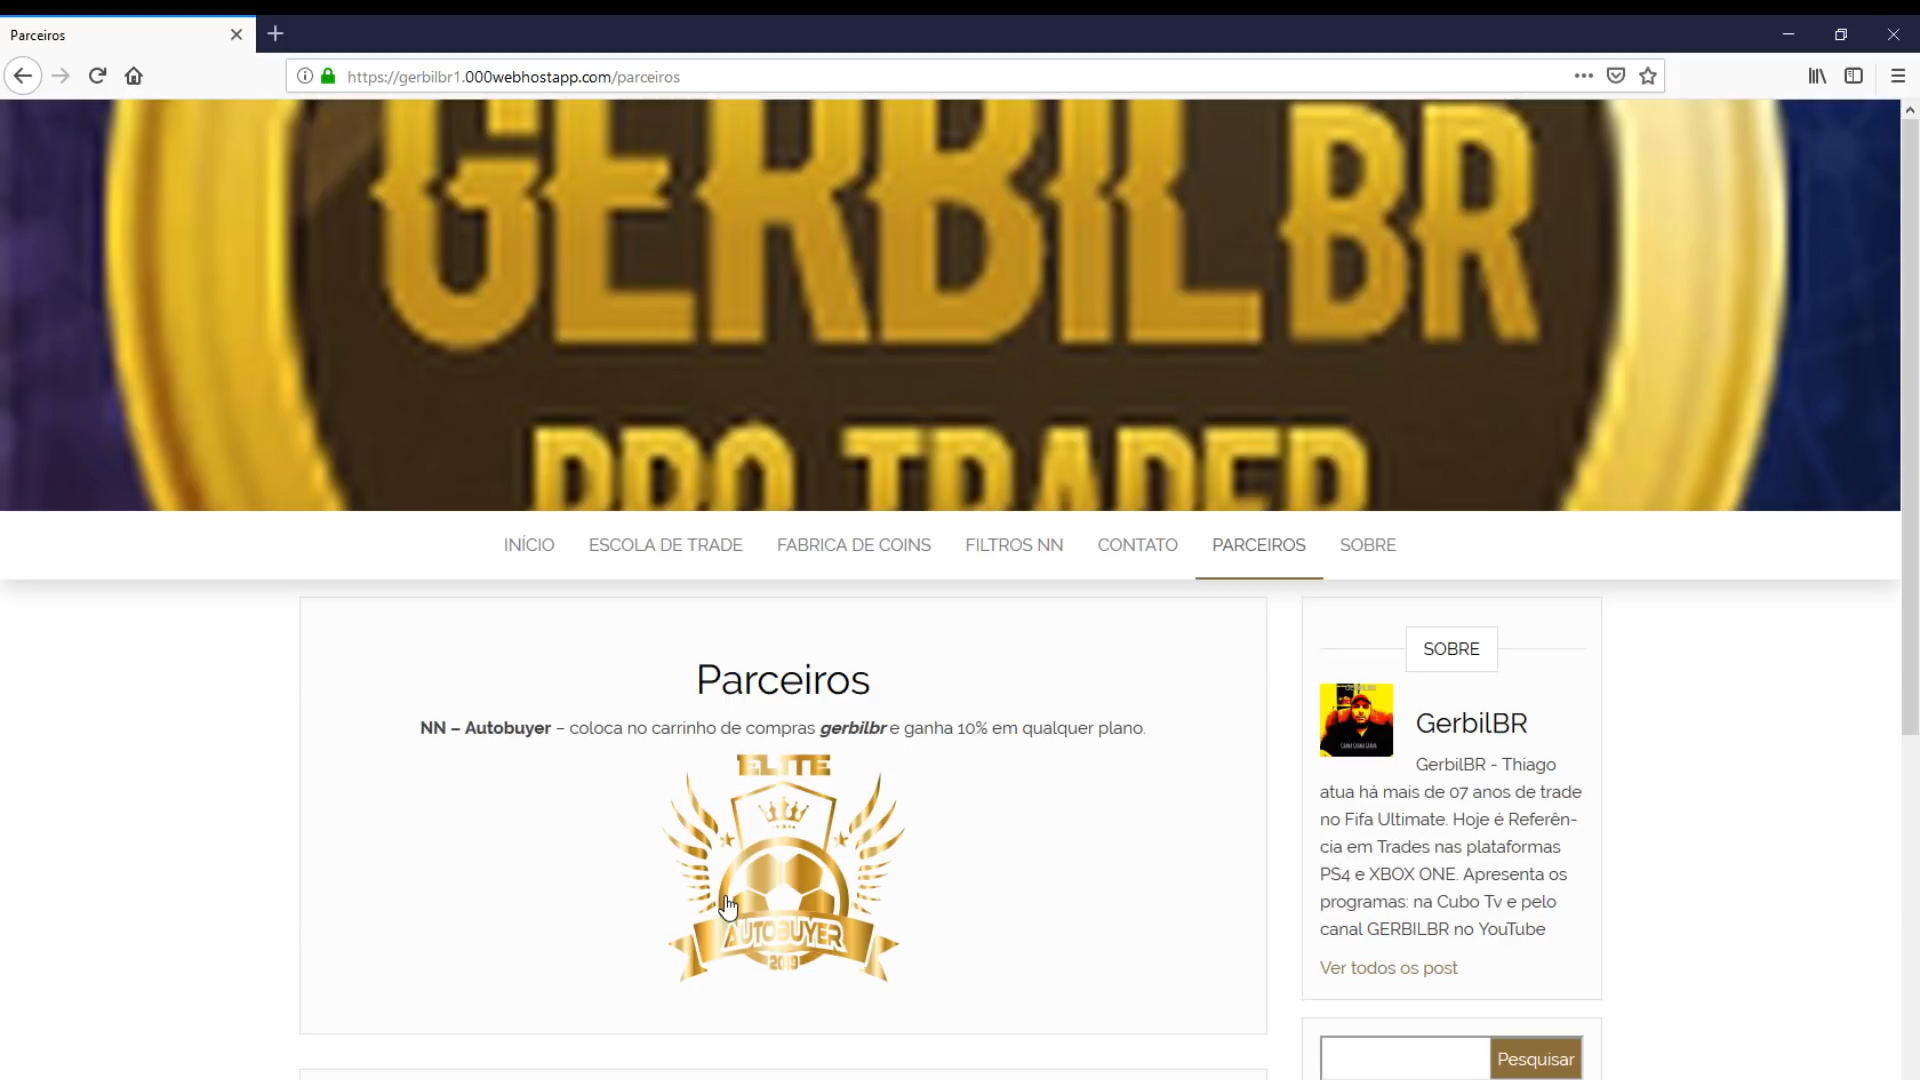 Parceiros
https://gerbilbr1.000webhostapp.com/parceiros
GERBIL BR
PRO TRADER
INÍCIO ESCOLA DE TRADE FABRICA DE COINS FILTROS NN CONTATO PARCEIROS SOBRE
Parceiros
NN – Autobuyer – coloca no carrinho de compras gerbilbr e ganha 10% em qualquer plano.
ELITE
AUTOBUYER
2019
SOBRE
GerbilBR
GerbilBR - Thiago
atua há mais de 07 anos de trade
no Fifa Ultimate. Hoje é Referên-
cia em Trades nas plataformas
PS4 e XBOX ONE. Apresenta os
programas: na Cubo Tv e pelo
canal GERBILBR no YouTube
Ver todos os post
Pesquisar